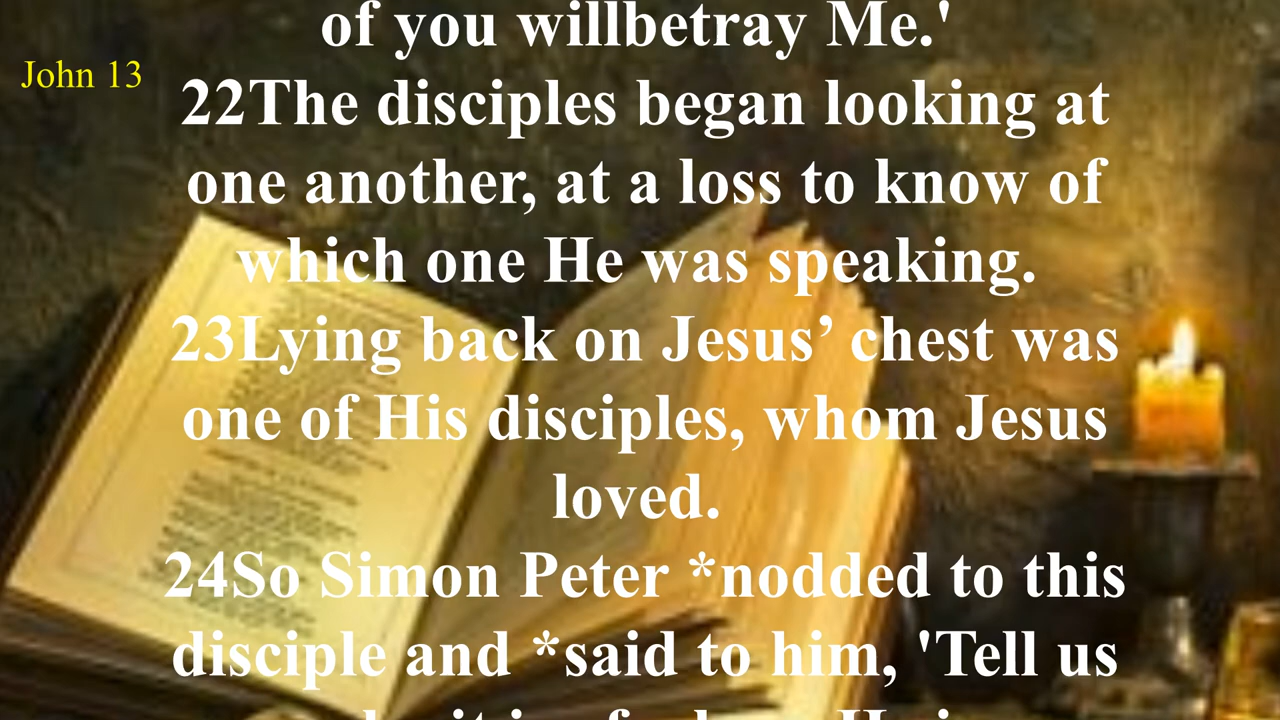 of you willbetray Me.'
John 13
22The disciples began looking at
one another, at a loss to know of
which one He was speaking.
23Lying back on Jesus’ chest was
one of His disciples, whom Jesus
loved.
24So Simon Peter *nodded to this
disciple and *said to him, 'Tell us